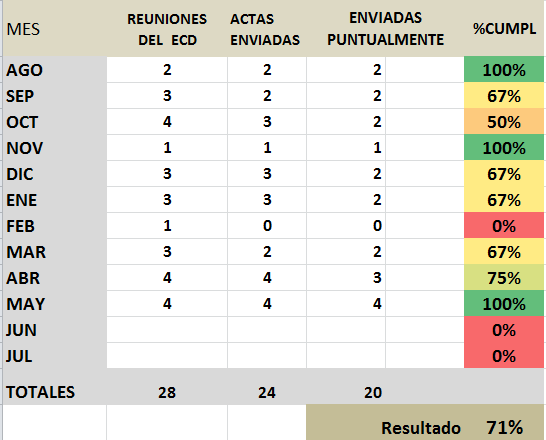 MES REUNIONES DEL ECD ACTAS ENVIADAS ENVIADAS PUNTUALMENTE %CUMPL
AGO 2 2 2 100%
SEP 3 2 2 67%
OCT 4 3 2 50%
NOV 1 1 1 100%
DIC 3 3 2 67%
ENE 3 3 2 67%
FEB 1 0 0 0%
MAR 3 2 2 67%
ABR 4 4 3 75%
MAY 4 4 4 100%
JUN 0%
JUL 0%
TOTALES 28 24 20
Resultado 71%